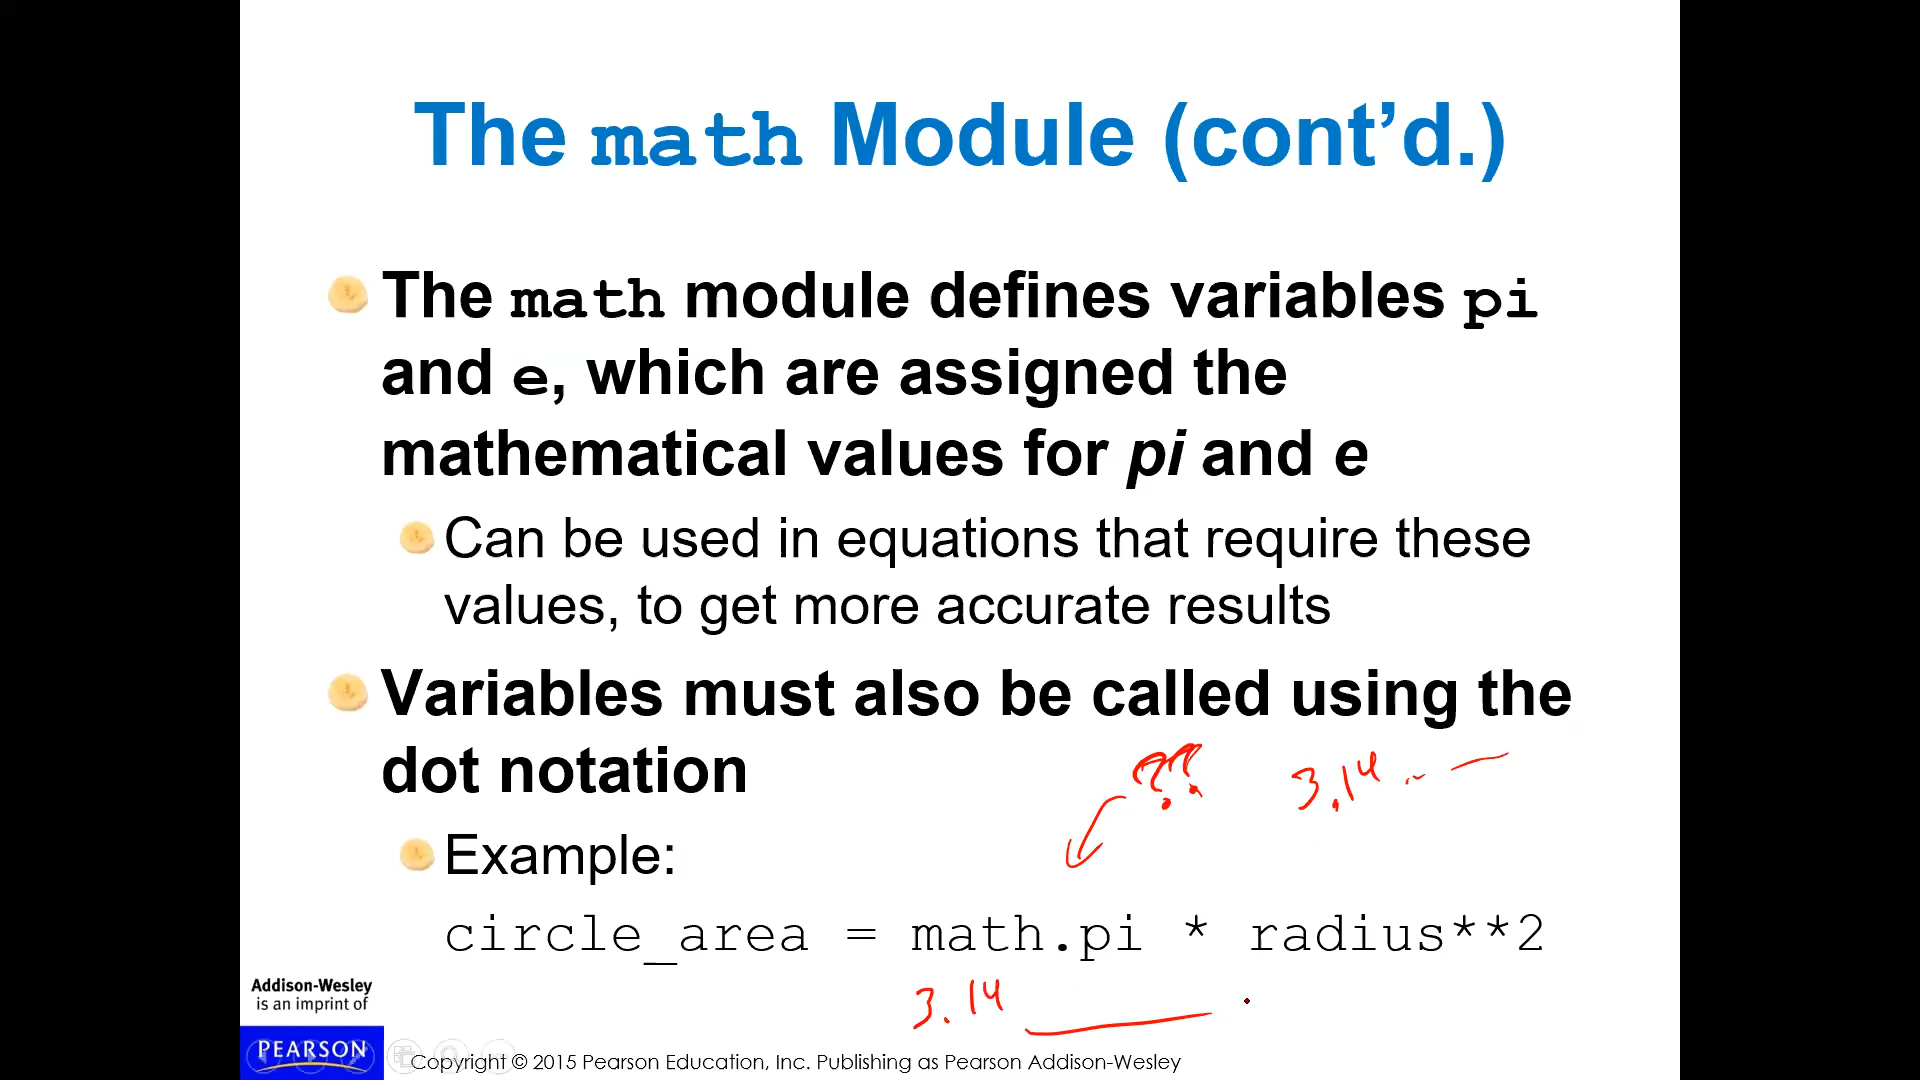 The math Module (cont’d.)
The math module defines variables pi
and e, which are assigned the
mathematical values for pi and e
Can be used in equations that require these
values, to get more accurate results
Variables must also be called using the
dot notation
?? 3.14 ..
Example:
circle_area = math.pi * radius**2
3.14
Addison-Wesley
is an imprint of
PEARSON
Copyright © 2015 Pearson Education, Inc. Publishing as Pearson Addison-Wesley